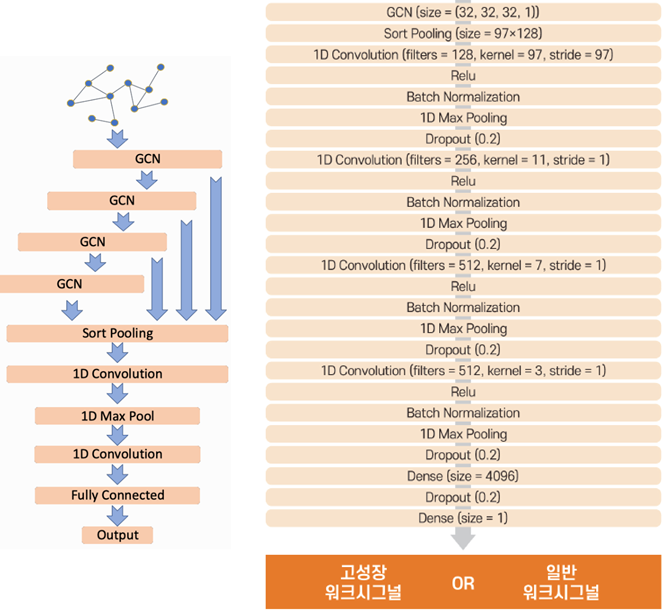 GCN
GCN
GCN
GCN
Sort Pooling
1D Convolution
1D Max Pool
1D Convolution
Fully Connected
Output
GCN (size = (32, 32, 32, 1))
Sort Pooling (size = 97×128)
1D Convolution (filters = 128, kernel = 97, stride = 97)
Relu
Batch Normalization
1D Max Pooling
Dropout (0.2)
1D Convolution (filters = 256, kernel = 11, stride = 1)
Relu
Batch Normalization
1D Max Pooling
Dropout (0.2)
1D Convolution (filters = 512, kernel = 7, stride = 1)
Relu
Batch Normalization
1D Max Pooling
Dropout (0.2)
1D Convolution (filters = 512, kernel = 3, stride = 1)
Relu
Batch Normalization
1D Max Pooling
Dropout (0.2)
Dense (size = 4096)
Dropout (0.2)
Dense (size = 1)
고성장
워크시그널
OR
일반
워크시그널